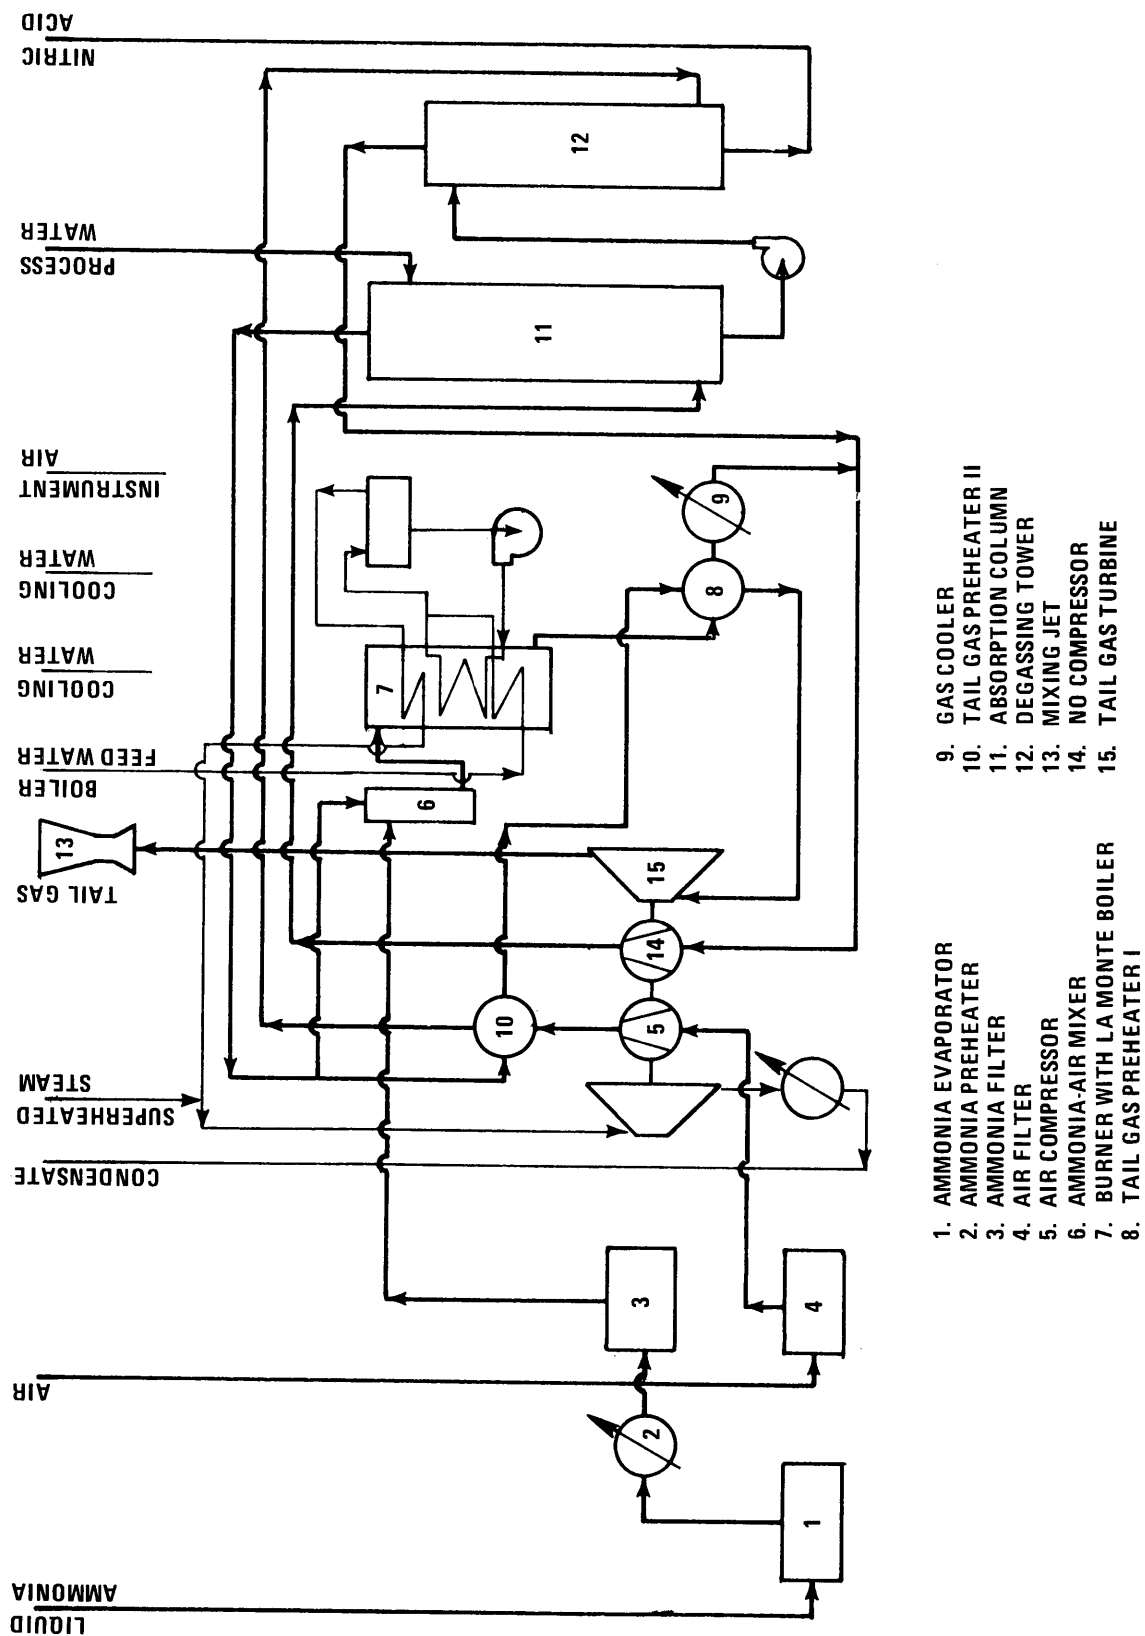 LIQUID
AMMONIA
AIR
CONDENSATE
SUPERHEATED
STEAM
TAIL GAS
BOILER
FEED WATER
COOLING
WATER
COOLING
WATER
INSTRUMENT
AIR
PROCESS
WATER
NITRIC
ACID
13
12
11
7
6
9
8
15
14
10
5
3
4
2
1
1. AMMONIA EVAPORATOR
2. AMMONIA PREHEATER
3. AMMONIA FILTER
4. AIR FILTER
5. AIR COMPRESSOR
6. AMMONIA-AIR MIXER
7. BURNER WITH LA MONTE BOILER
8. TAIL GAS PREHEATER I
9. GAS COOLER
10. TAIL GAS PREHEATER II
11. ABSORPTION COLUMN
12. DEGASSING TOWER
13. MIXING JET
14. NO COMPRESSOR
15. TAIL GAS TURBINE